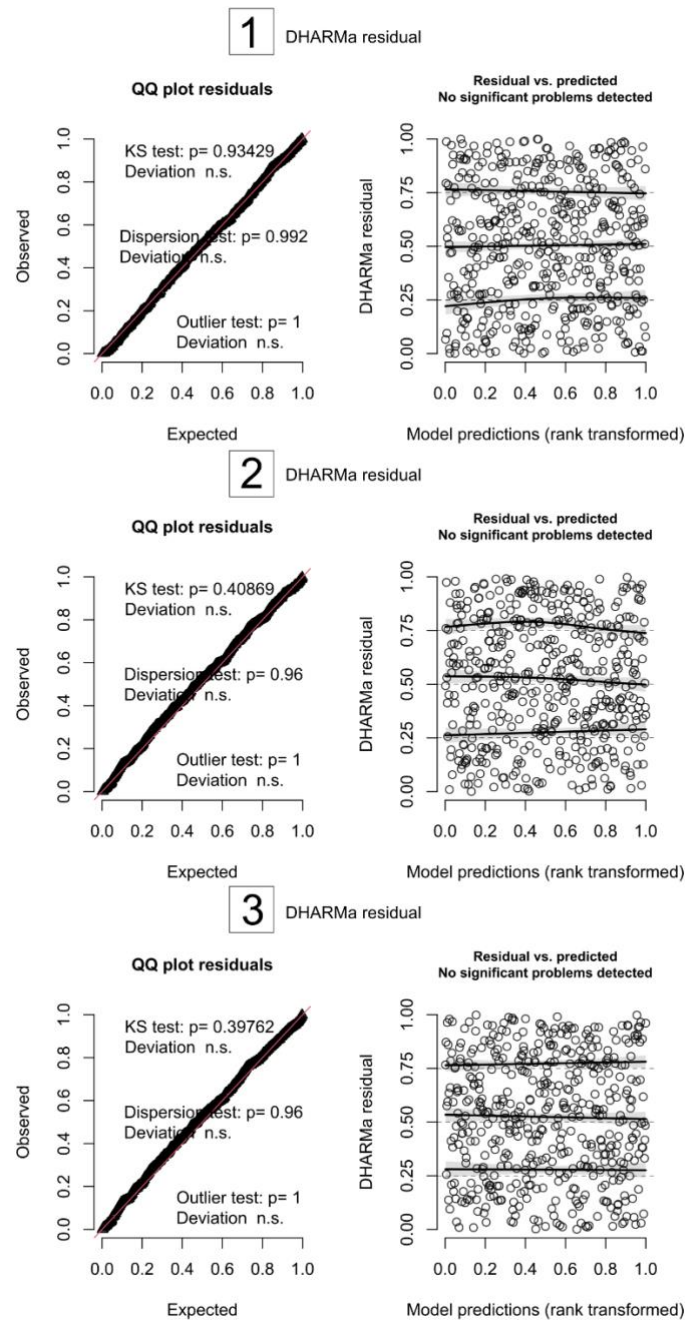 1 DHARMa residual
QQ plot residuals
Residual vs. predicted
No significant problems detected
KS test: p= 0.93429
Deviation n.s.
Dispersion test: p= 0.992
Deviation n.s.
Outlier test: p= 1
Deviation n.s.
Observed
0.0 0.2 0.4 0.6 0.8 1.0
0.0 0.2 0.4 0.6 0.8 1.0
Expected
DHARMa residual
0.00 0.25 0.50 0.75 1.00
0.0 0.2 0.4 0.6 0.8 1.0
Model predictions (rank transformed)
2 DHARMa residual
QQ plot residuals
Residual vs. predicted
No significant problems detected
KS test: p= 0.40869
Deviation n.s.
Dispersion test: p= 0.96
Deviation n.s.
Outlier test: p= 1
Deviation n.s.
Observed
0.0 0.2 0.4 0.6 0.8 1.0
0.0 0.2 0.4 0.6 0.8 1.0
Expected
DHARMa residual
0.00 0.25 0.50 0.75 1.00
0.0 0.2 0.4 0.6 0.8 1.0
Model predictions (rank transformed)
3 DHARMa residual
QQ plot residuals
Residual vs. predicted
No significant problems detected
KS test: p= 0.39762
Deviation n.s.
Dispersion test: p= 0.96
Deviation n.s.
Outlier test: p= 1
Deviation n.s.
Observed
0.0 0.2 0.4 0.6 0.8 1.0
0.0 0.2 0.4 0.6 0.8 1.0
Expected
DHARMa residual
0.00 0.25 0.50 0.75 1.00
0.0 0.2 0.4 0.6 0.8 1.0
Model predictions (rank transformed)